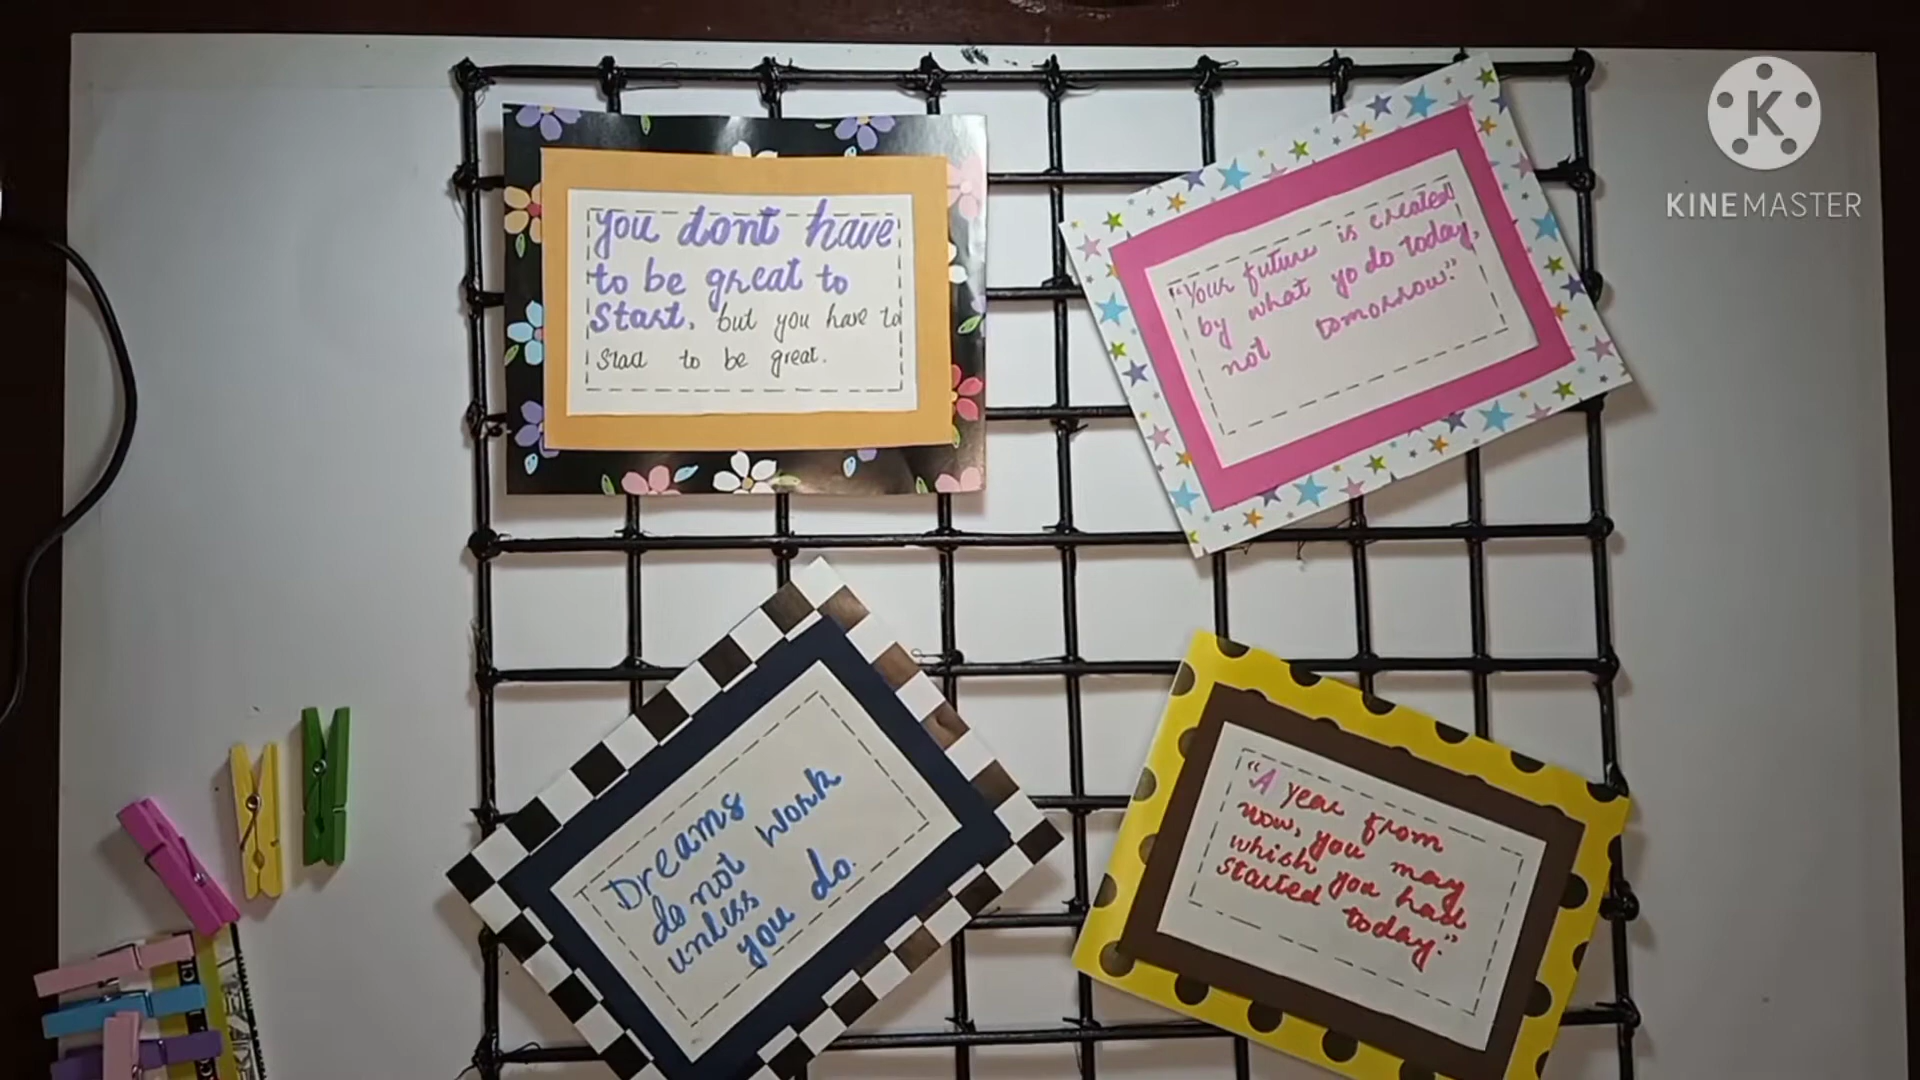 you dont have
to be great to
Start, but you have to
start to be great.
"Your future is created
by what yo do today,
not tomorrow."
Dreams
do not work
unless
you do.
"A year from
now, you may
whish you had
started today."
KINEMASTER